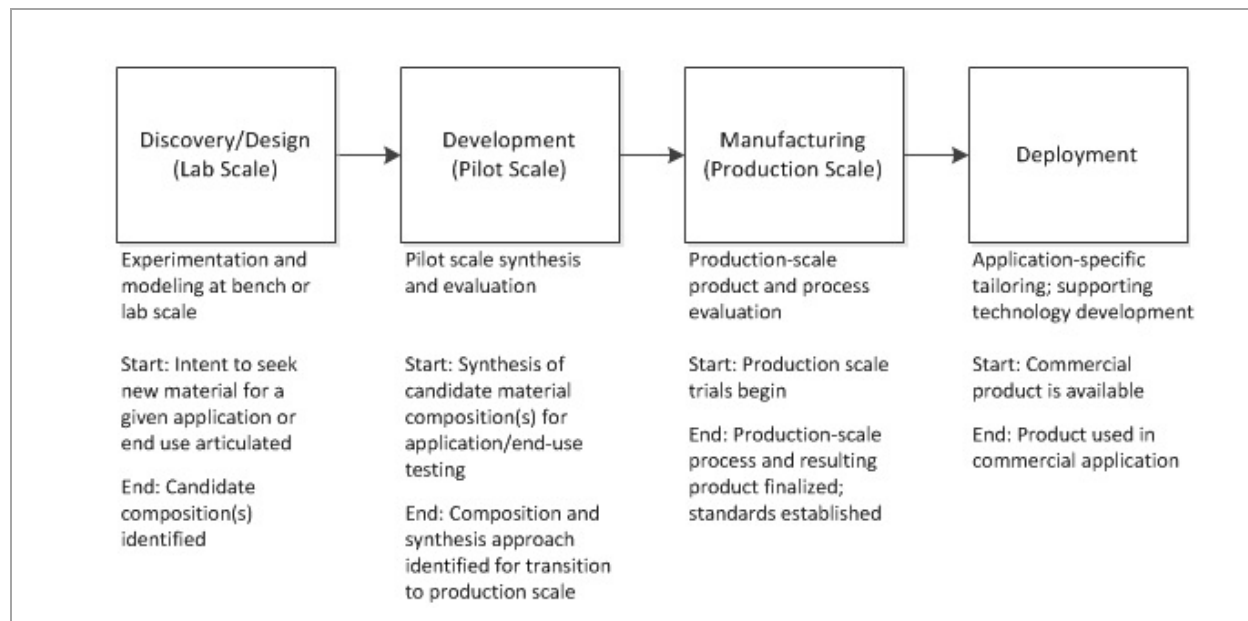 Discovery/Design
(Lab Scale)
Development
(Pilot Scale)
Manufacturing
(Production Scale)
Deployment
Experimentation and
modeling at bench or
lab scale
Start: Intent to seek
new material for a
given application or
end use articulated
End: Candidate
composition(s)
identified
Pilot scale synthesis
and evaluation
Start: Synthesis of
candidate material
composition(s) for
application/end-use
testing
End: Composition and
synthesis approach
identified for transition
to production scale
Production-scale
product and process
evaluation
Start: Production scale
trials begin
End: Production-scale
process and resulting
product finalized;
standards established
Application-specific
tailoring; supporting
technology development
Start: Commercial
product is available
End: Product used in
commercial application